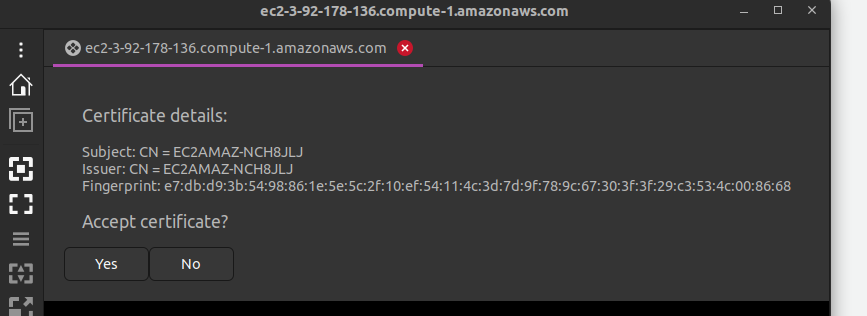 ec2-3-92-178-136.compute-1.amazonaws.com
ec2-3-92-178-136.compute-1.amazonaws.com
Certificate details:
Subject: CN = EC2AMAZ-NCH8JLJ
Issuer: CN = EC2AMAZ-NCH8JLJ
Fingerprint: e7:db:d9:3b:54:98:86:1e:5e:5c:2f:10:ef:54:11:4c:3d:7d:9f:78:9c:67:30:3f:3f:29:c3:53:4c:00:86:68
Accept certificate?
Yes No